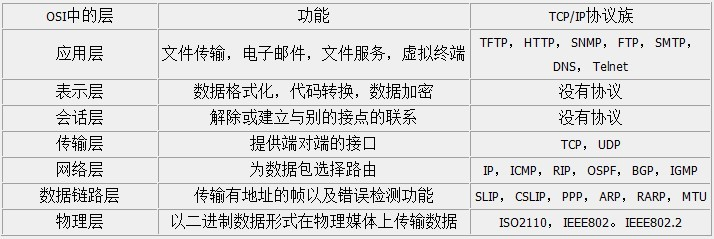 OSI中的层 功能 TCP/IP协议族
应用层 文件传输，电子邮件，文件服务，虚拟终端 TFTP，HTTP，SNMP，FTP，SMTP，
DNS，Telnet
表示层 数据格式化，代码转换，数据加密 没有协议
会话层 解除或建立与别的接点的联系 没有协议
传输层 提供端对端的接口 TCP，UDP
网络层 为数据包选择路由 IP，ICMP，RIP，OSPF，BGP，IGMP
数据链路层 传输有地址的帧以及错误检测功能 SLIP，CSLIP，PPP，ARP，RARP，MTU
物理层 以二进制数据形式在物理媒体上传输数据 ISO2110，IEEE802。IEEE802.2